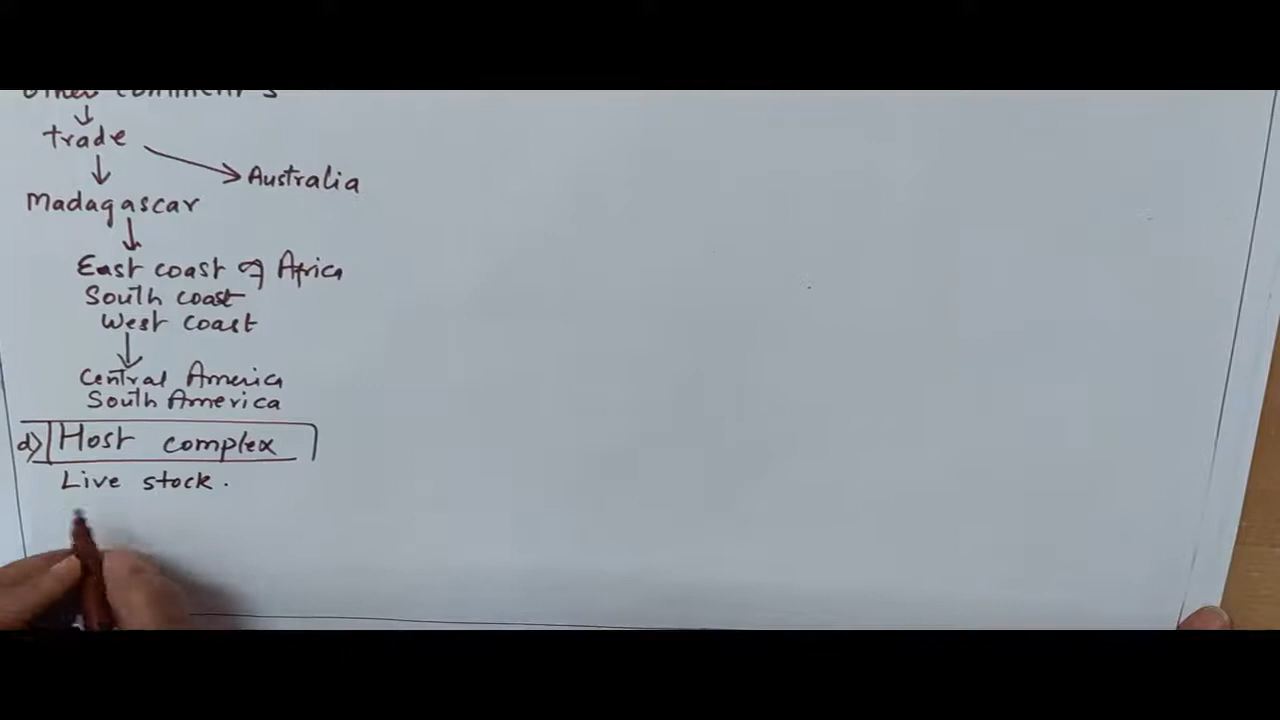 trade
Australia
Madagascar
East coast of Africa
South coast
West coast
Central America
South America
d) Host complex
Live stock.